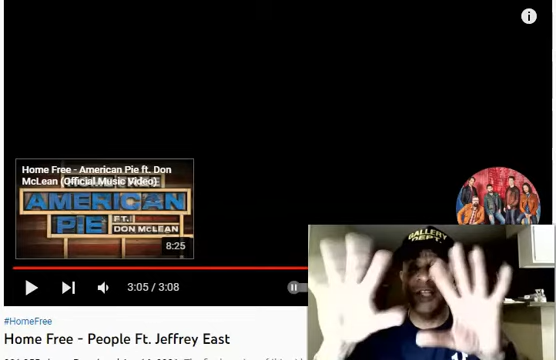 Home Free - American Pie ft. Don
McLean (Official Music Video)
AMERICAN
PIE
FT.
DON MCLEAN
8:25
3:05 / 3:08
GALLERY
DEPT.
#HomeFree
Home Free - People Ft. Jeffrey East